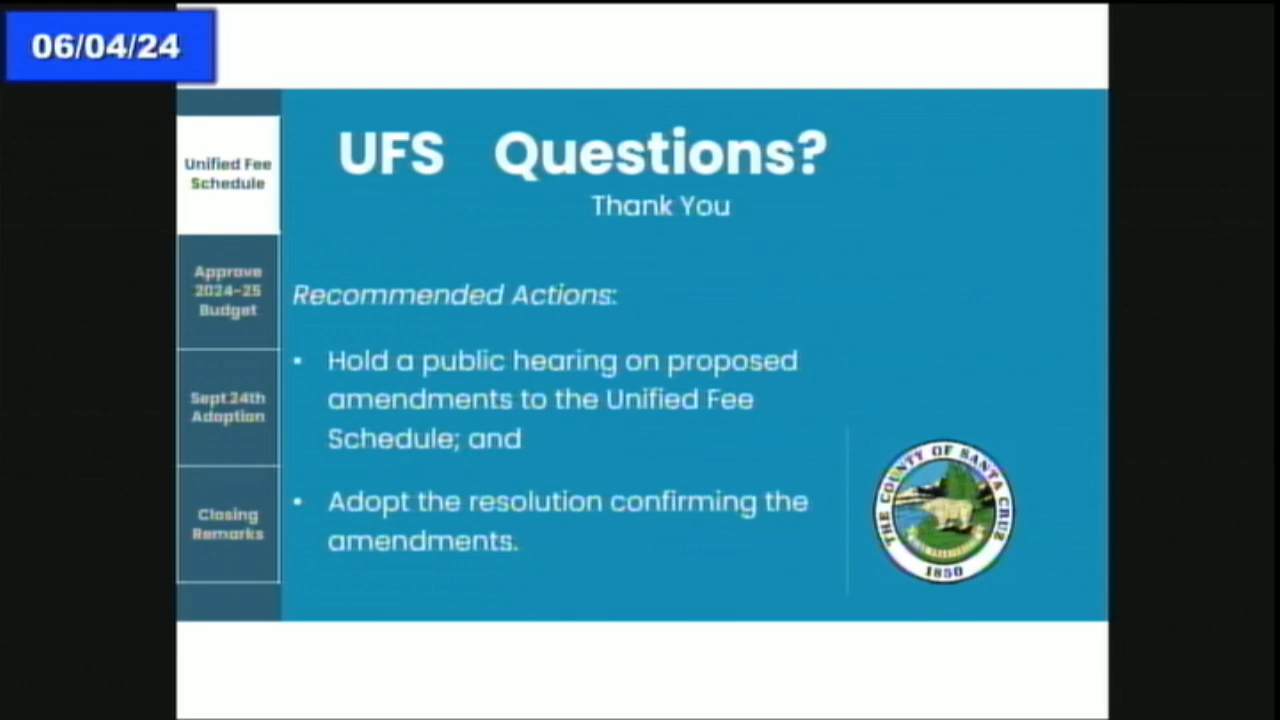 06/04/24
Unified Fee
Schedule
Approve
2024-25
Budget
Sept.24th
Adoption
Closing
Remarks
UFS Questions?
Thank You
Recommended Actions:
• Hold a public hearing on proposed
amendments to the Unified Fee
Schedule; and
• Adopt the resolution confirming the
amendments.
THE COUNTY OF SANTA CRUZ
1850